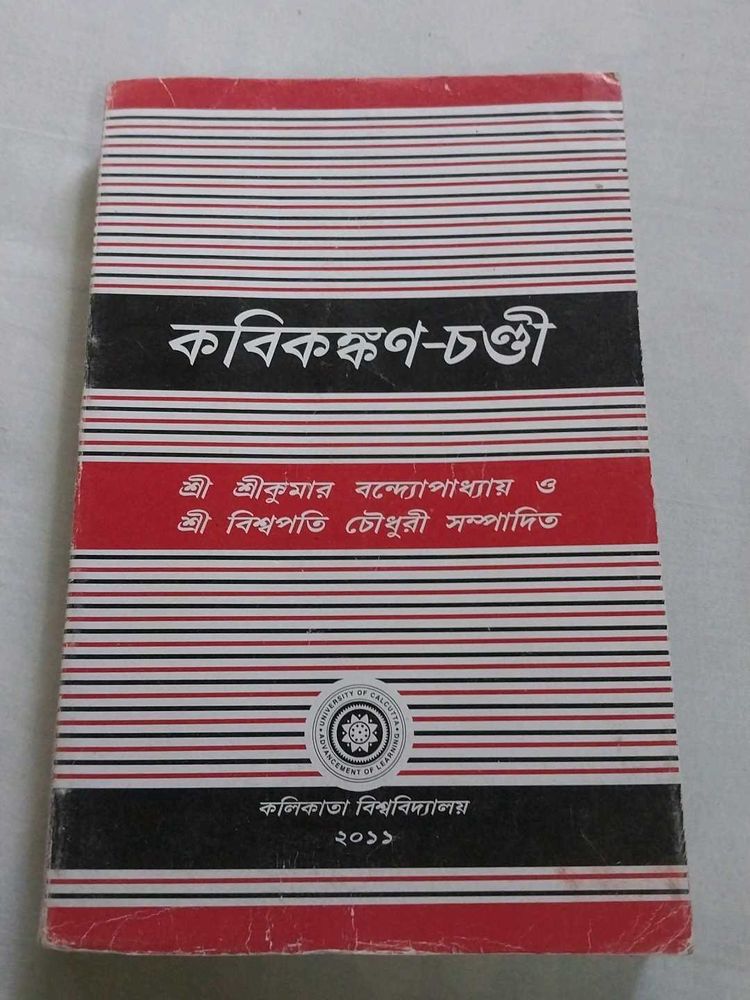 কবিকঙ্কণ-চণ্ডী
শ্রী শ্রীকুমার বন্দ্যোপাধ্যায় ও
শ্রী বিশ্বপতি চৌধুরী সম্পাদিত
UNIVERSITY OF CALCUTTA
ADVANCEMENT OF LEARNING
কলিকাতা বিশ্ববিদ্যালয়
২০১১